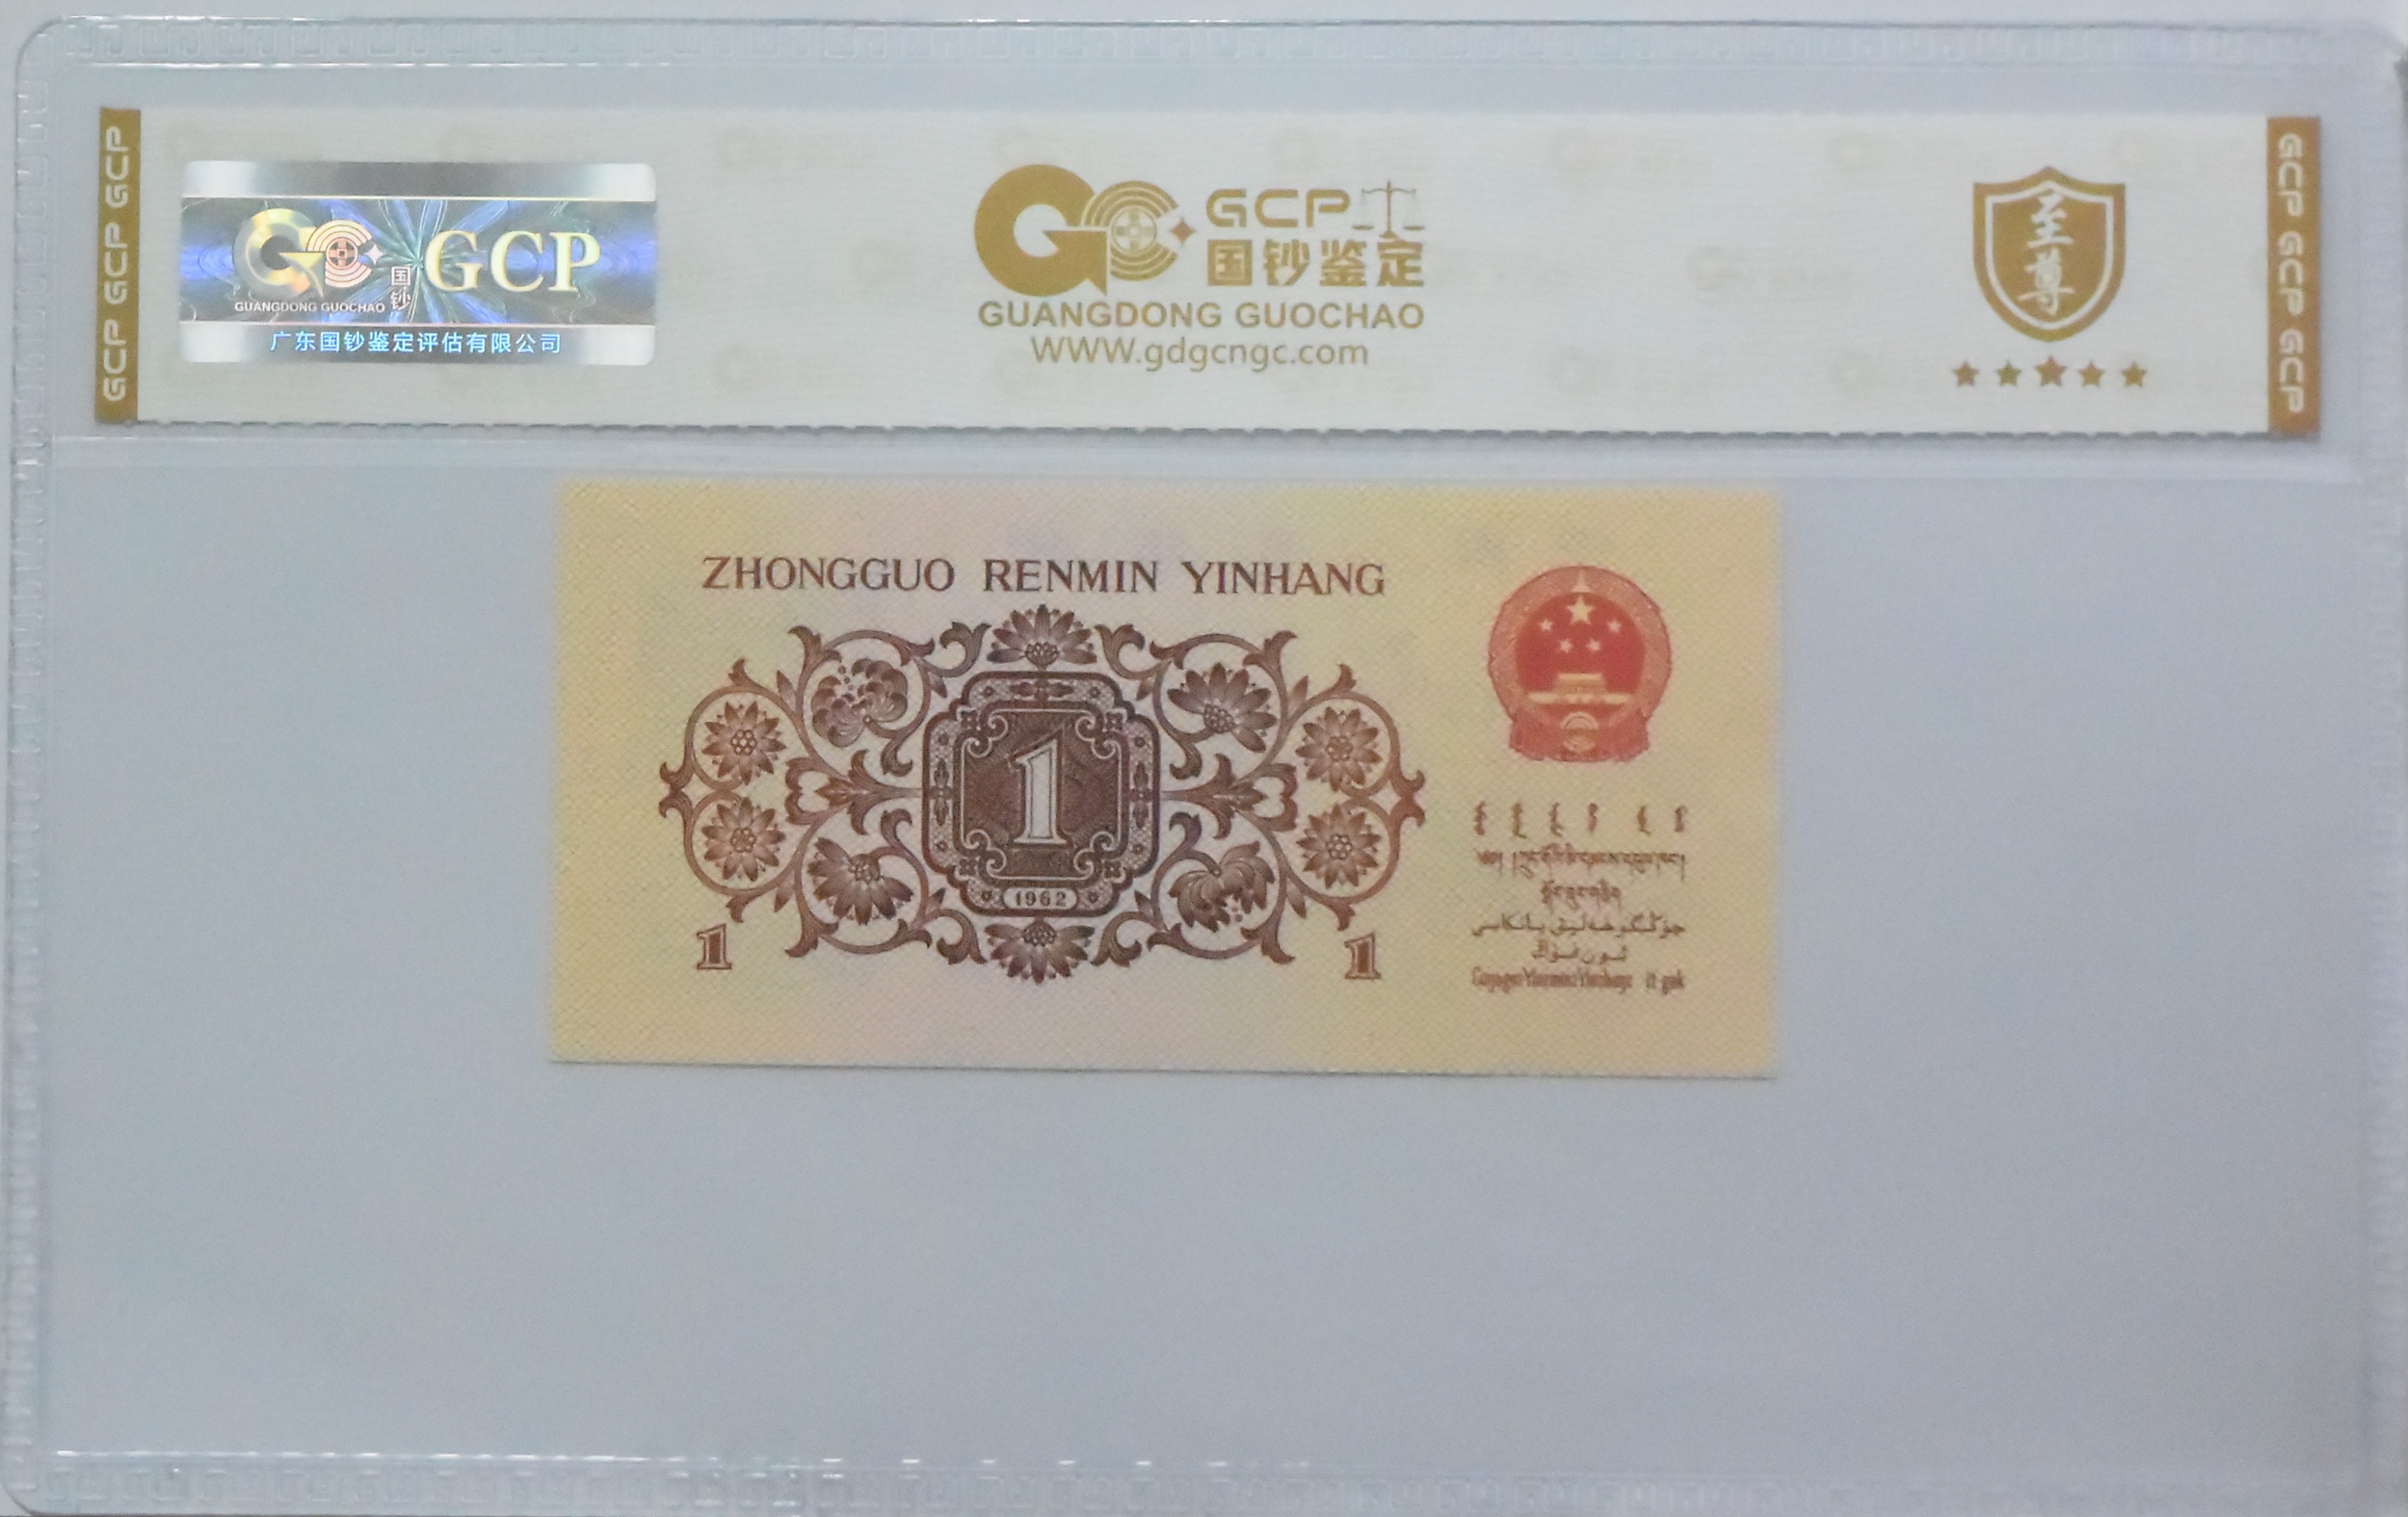 GCP GCP GCP
GUANGDONG GUOCHAO
国钞
GCP
广东国钞鉴定评估有限公司
GCP
国钞鉴定
GUANGDONG GUOCHAO
WWW.gdgcngc.com
至尊
GCP GCP GCP
ZHONGGUO RENMIN YINHANG
1
1962
1
1